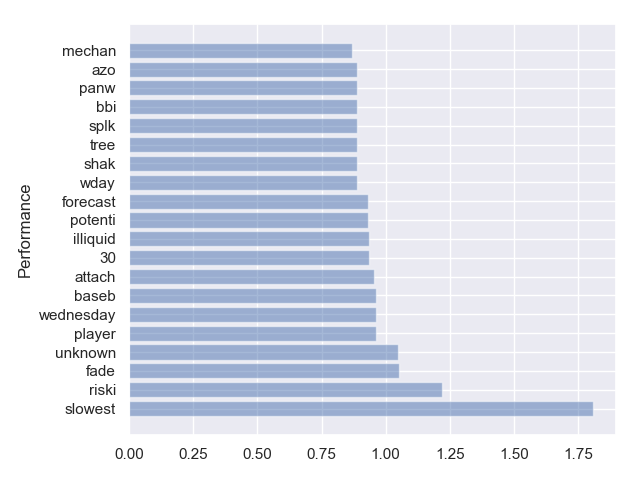 mechan
azo
panw
bbi
splk
tree
shak
wday
forecast
potenti
illiquid
30
attach
baseb
wednesday
player
unknown
fade
riski
slowest
Performance
0.00 0.25 0.50 0.75 1.00 1.25 1.50 1.75